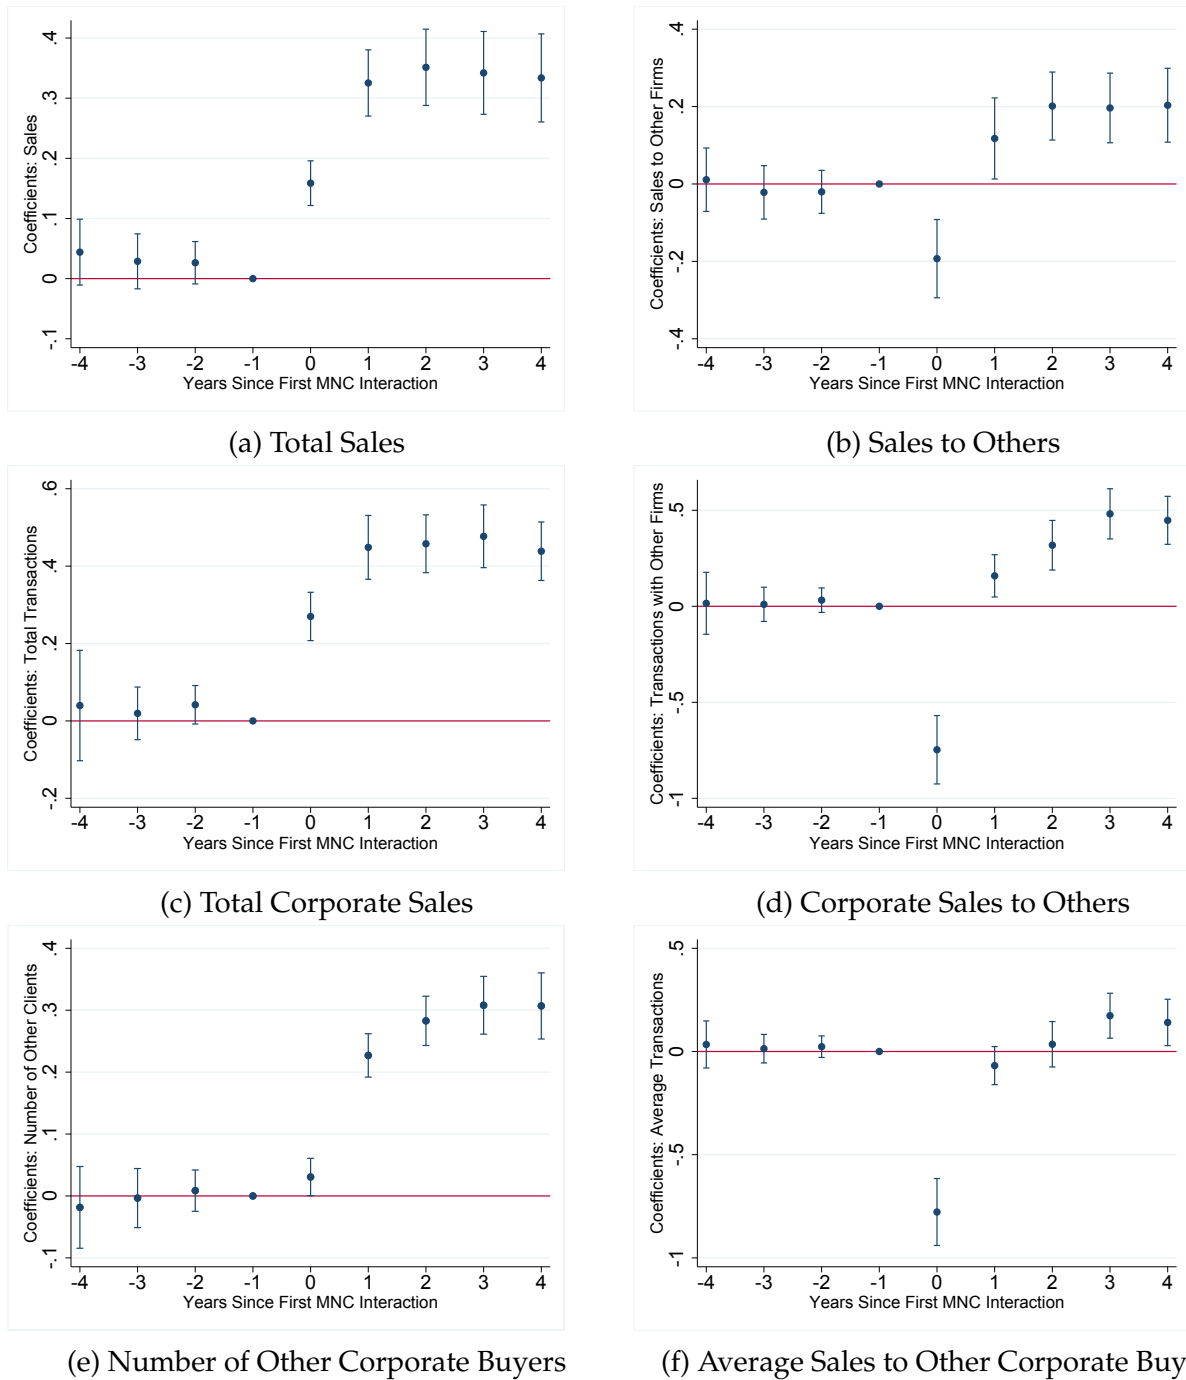 Coefficients: Sales
.4
.3
.2
.1
0
-.1
-4 -3 -2 -1 0 1 2 3 4
Years Since First MNC Interaction
(a) Total Sales
Coefficients: Sales to Other Firms
.4
.2
0
-.2
-.4
-4 -3 -2 -1 0 1 2 3 4
Years Since First MNC Interaction
(b) Sales to Others
Coefficients: Total Transactions
.6
.4
.2
0
-.2
-4 -3 -2 -1 0 1 2 3 4
Years Since First MNC Interaction
(c) Total Corporate Sales
Coefficients: Transactions with Other Firms
.5
0
-.5
-1
-4 -3 -2 -1 0 1 2 3 4
Years Since First MNC Interaction
(d) Corporate Sales to Others
Coefficients: Number of Other Clients
.4
.3
.2
.1
0
-.1
-4 -3 -2 -1 0 1 2 3 4
Years Since First MNC Interaction
(e) Number of Other Corporate Buyers
Coefficients: Average Transactions
.5
0
-.5
-1
-4 -3 -2 -1 0 1 2 3 4
Years Since First MNC Interaction
(f) Average Sales to Other Corporate Buy